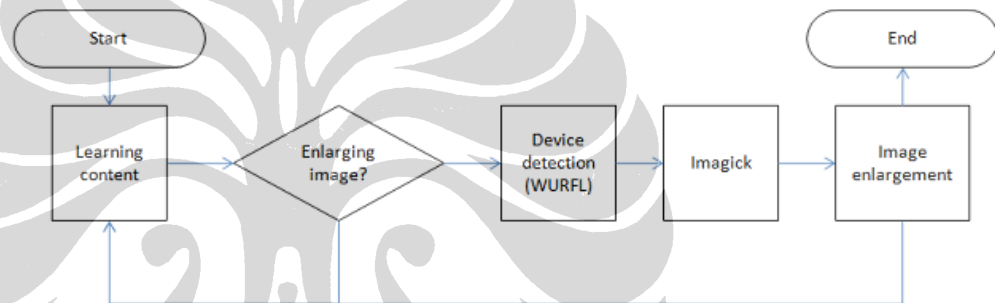 Start
End
Learning
content
Enlarging
image?
Device
detection
(WURFL)
Imagick
Image
enlargement